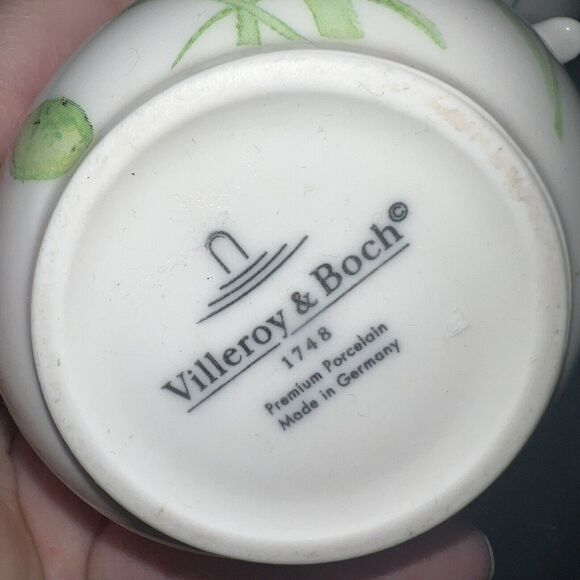 Villeroy & Boch©
1748
Premium Porcelain
Made in Germany